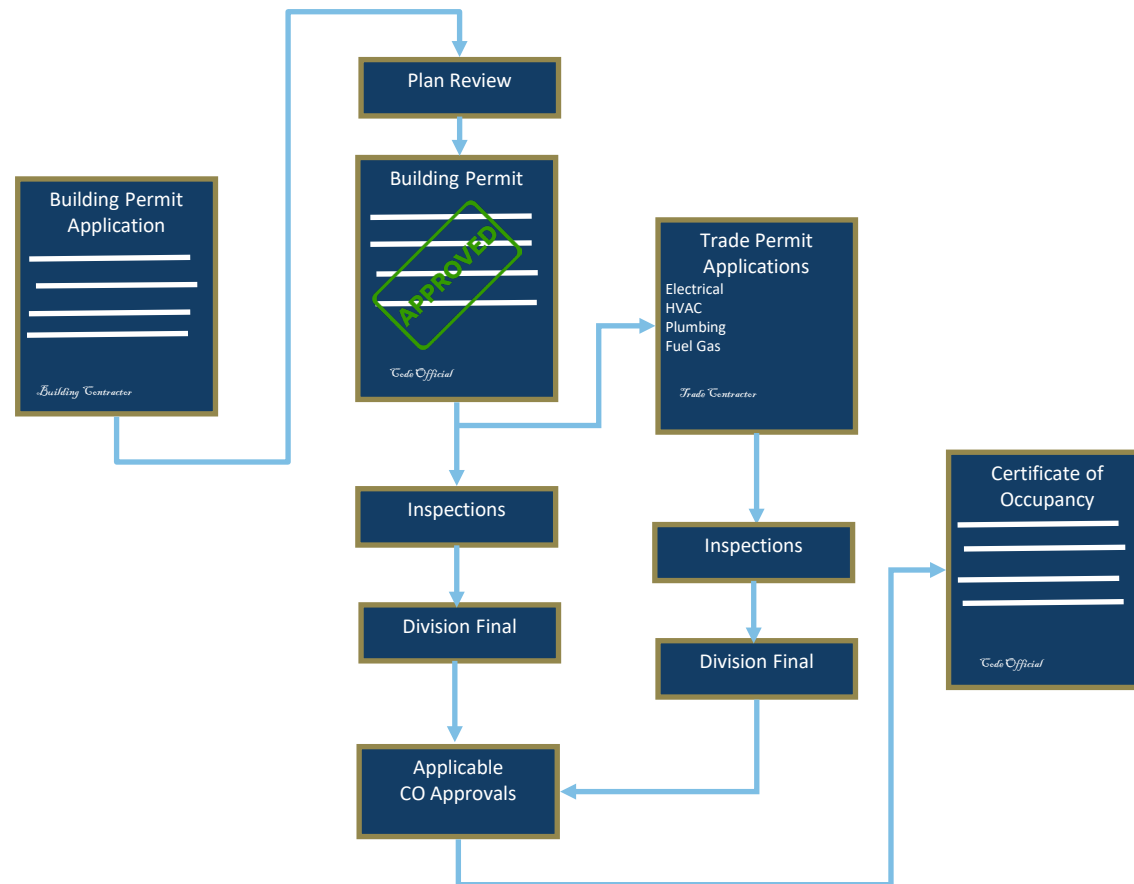 Plan Review
Building Permit
APPROVED
Code Official
Building Permit
Application
Building Contractor
Trade Permit
Applications
Electrical
HVAC
Plumbing
Fuel Gas
Trade Contractor
Inspections
Division Final
Inspections
Division Final
Applicable
CO Approvals
Certificate of
Occupancy
Code Official